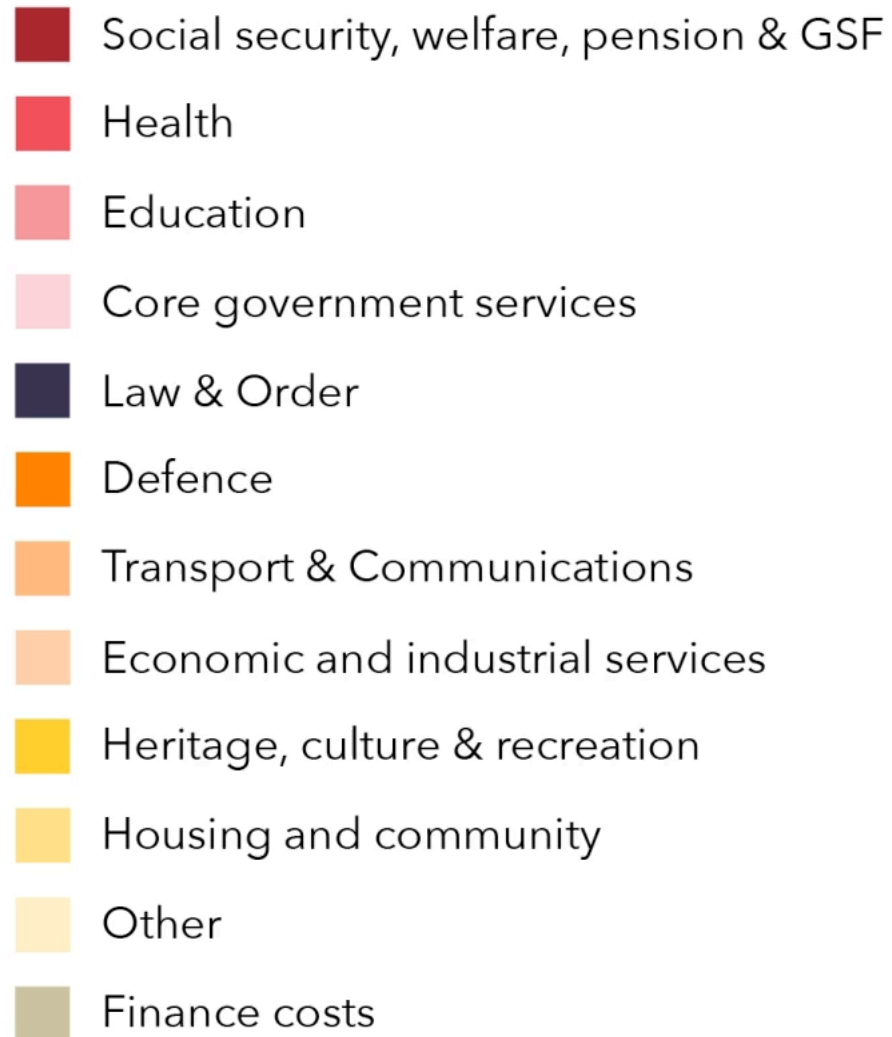 Social security, welfare, pension & GSF
Health
Education
Core government services
Law & Order
Defence
Transport & Communications
Economic and industrial services
Heritage, culture & recreation
Housing and community
Other
Finance costs